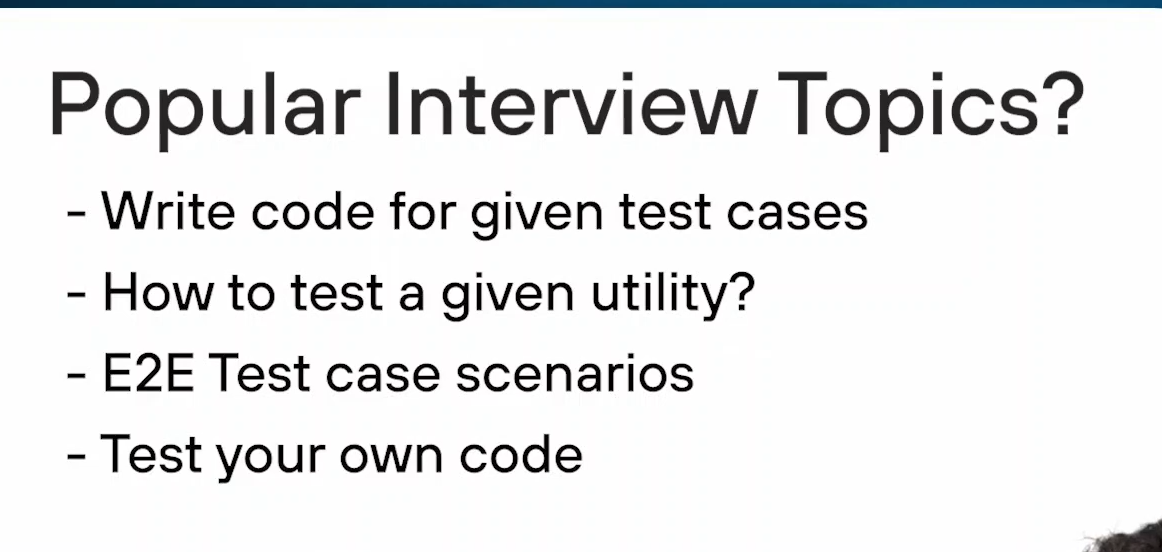 Popular Interview Topics?
- Write code for given test cases
- How to test a given utility?
- E2E Test case scenarios
- Test your own code